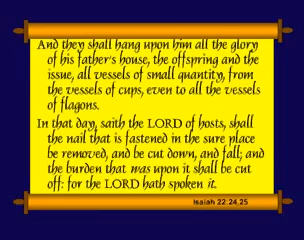 And they shall hang upon him all the glory
of his father's house, the offspring and the
issue, all vessels of small quantity, from
the vessels of cups, even to all the vessels
of flagons.
In that day, saith the LORD of hosts, shall
the nail that is fastened in the sure place
be removed, and be cut down, and fall; and
the burden that was upon it shall be cut
off: for the LORD hath spoken it.
Isaiah 22:24,25